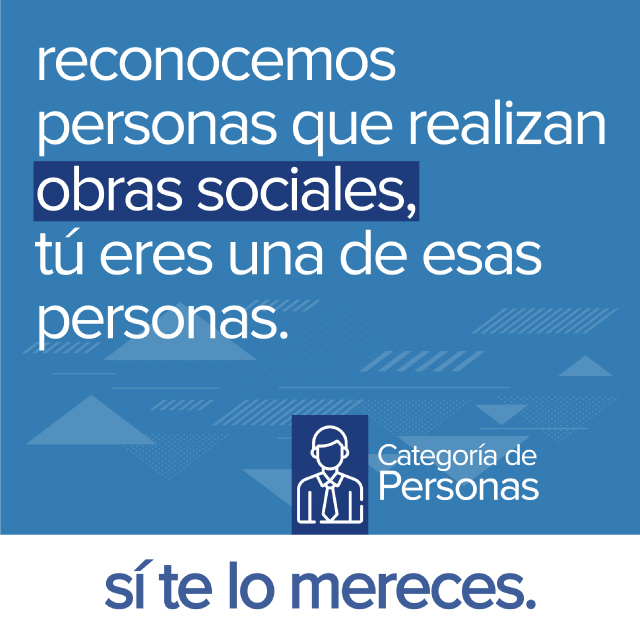 reconocemos
personas que realizan
obras sociales,
tú eres una de esas
personas.
Categoría de
Personas
sí te lo mereces.